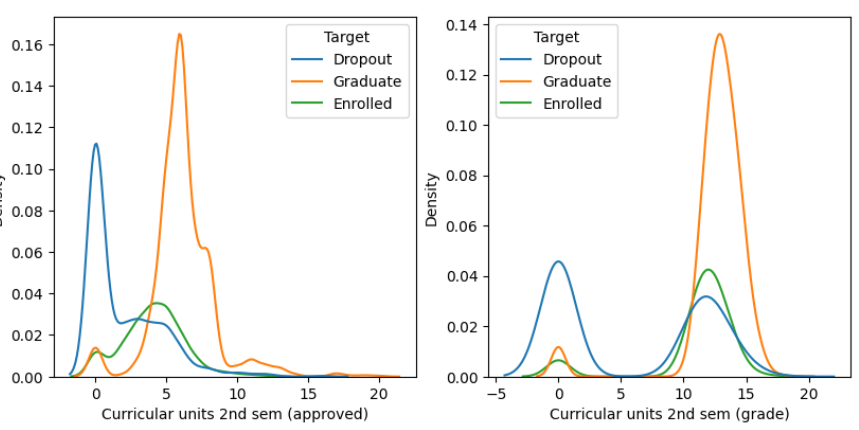 Density
0.00
0.02
0.04
0.06
0.08
0.10
0.12
0.14
0.16
0
5
10
15
20
Curricular units 2nd sem (approved)
Target
Dropout
Graduate
Enrolled
Density
0.00
0.02
0.04
0.06
0.08
0.10
0.12
0.14
−5
0
5
10
15
20
Curricular units 2nd sem (grade)
Target
Dropout
Graduate
Enrolled